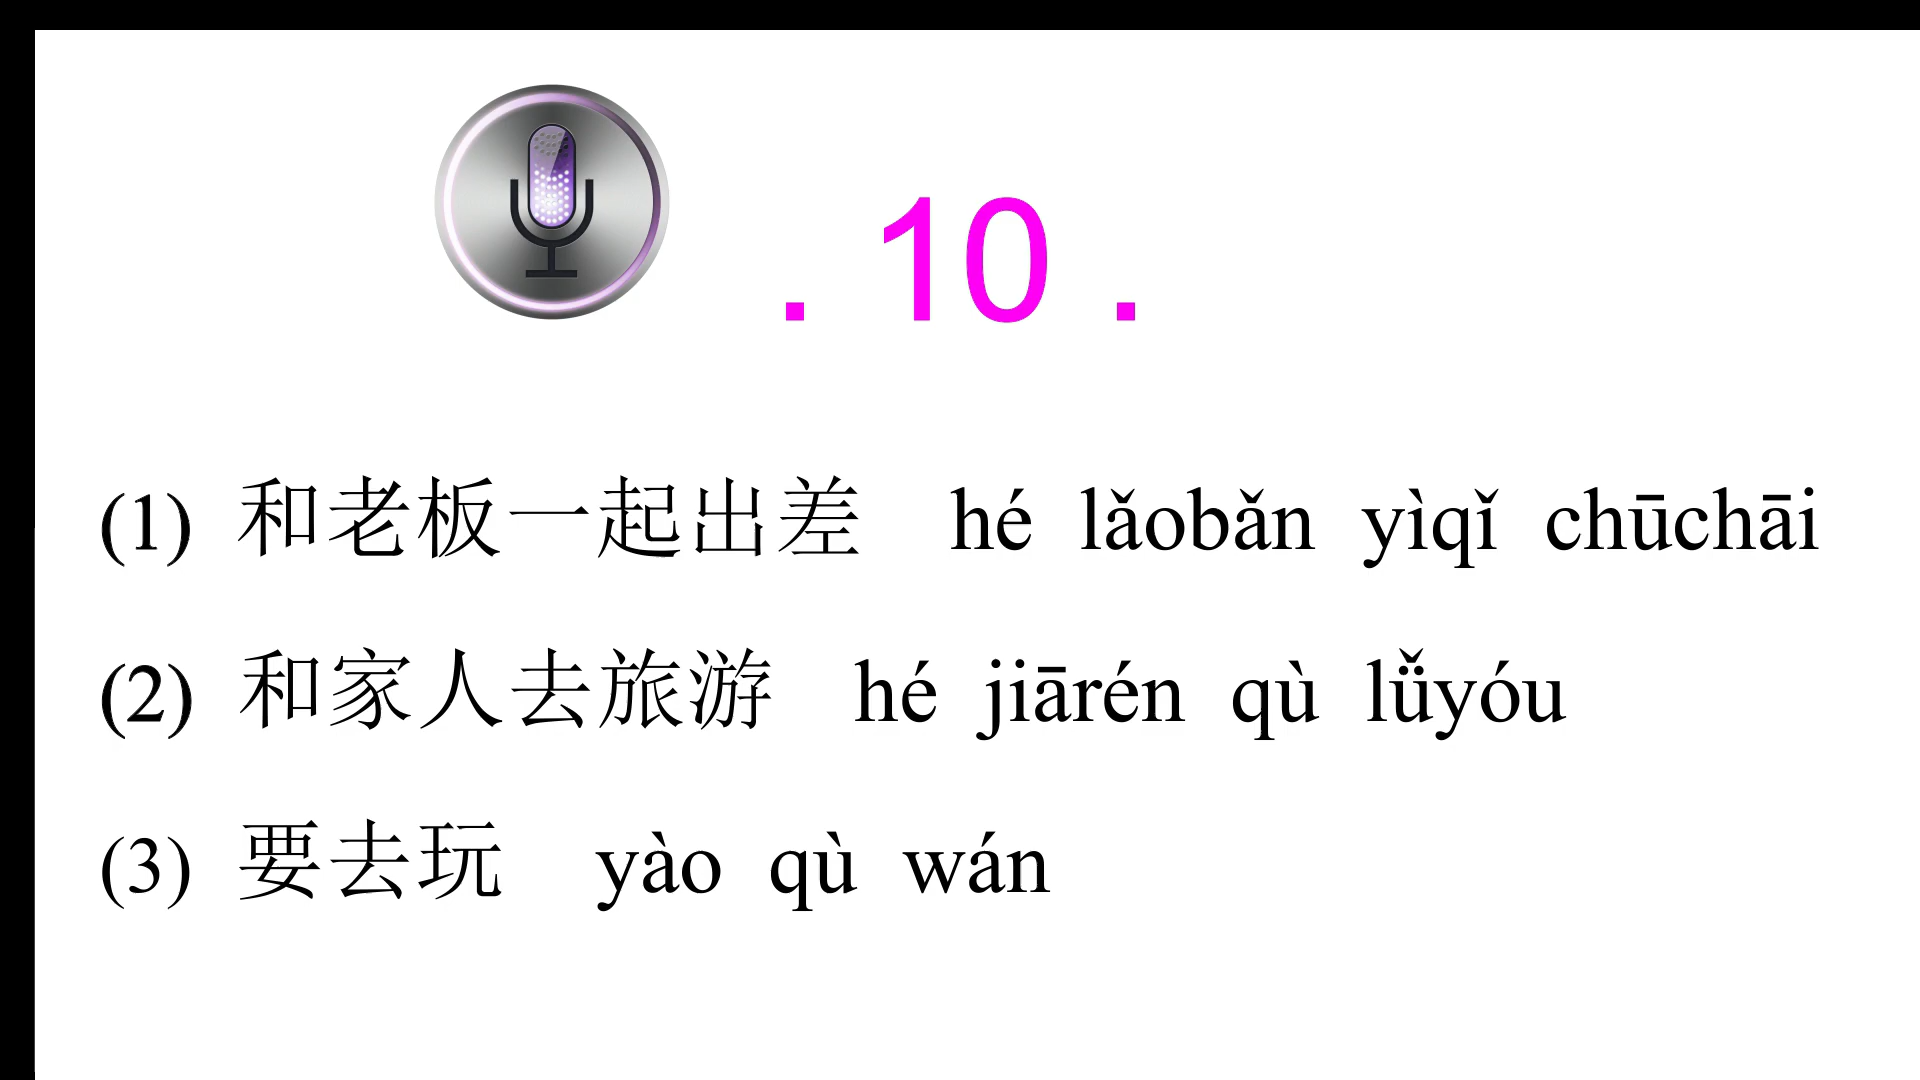 . 10 .
(1) 和老板一起出差 hé lǎobǎn yìqǐ chūchāi
(2) 和家人去旅游 hé jiārén qù lǚyóu
(3) 要去玩 yào qù wán